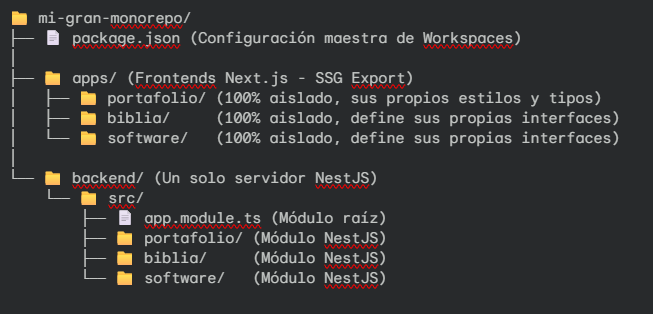 mi-gran-monorepo/
├── package.json (Configuración maestra de Workspaces)
│
├── apps/ (Frontends Next.js - SSG Export)
│   ├── portafolio/ (100% aislado, sus propios estilos y tipos)
│   ├── biblia/    (100% aislado, define sus propias interfaces)
│   └── software/   (100% aislado, define sus propias interfaces)
│
└── backend/ (Un solo servidor NestJS)
    └── src/
        ├── app.module.ts (Módulo raíz)
        ├── portafolio/ (Módulo NestJS)
        ├── biblia/     (Módulo NestJS)
        └── software/   (Módulo NestJS)